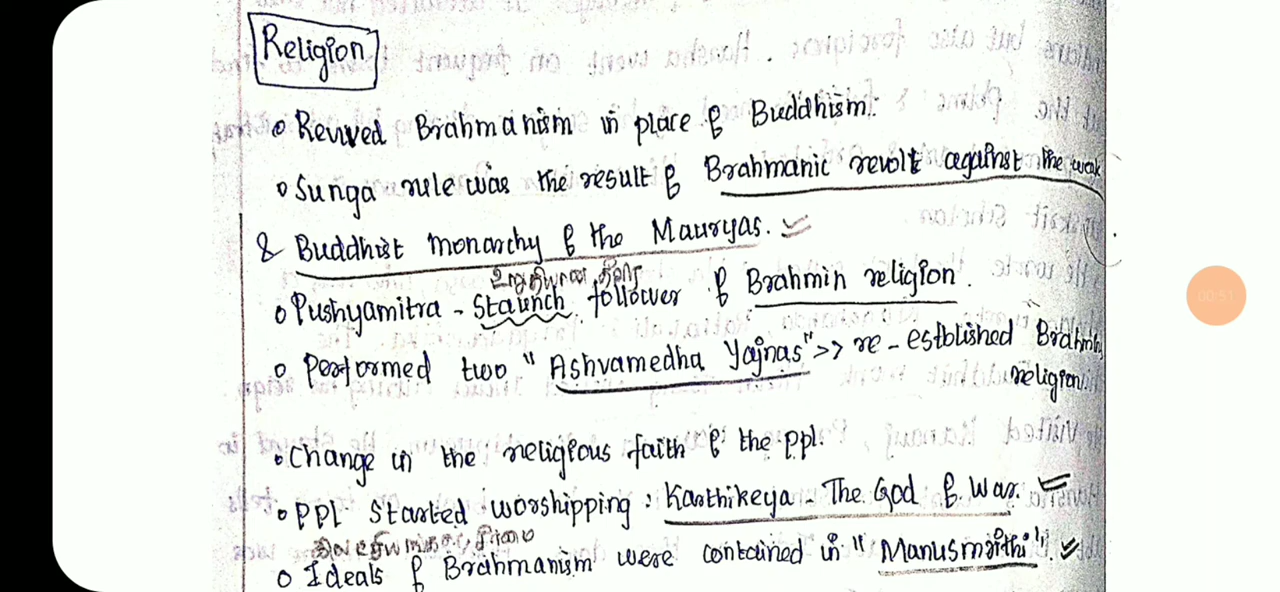 Religion
• Revived Brahmanism in place of Buddhism.
• Sunga rule was the result of Brahmanic revolt against the weak
& Buddhist monarchy of the Mauryas.
உறுதியான தீவிர
• Pushyamitra - Staunch follower of Brahmin religion.
• Performed two "Ashvamedha Yajnas" >> re-established Brahmin
religion.
• Change in the religious faith of the ppl.
• PPl started worshipping : Karthikeya - The God of War.
• Ideals of Brahmanism were contained in "Manusmrithi".
00:51